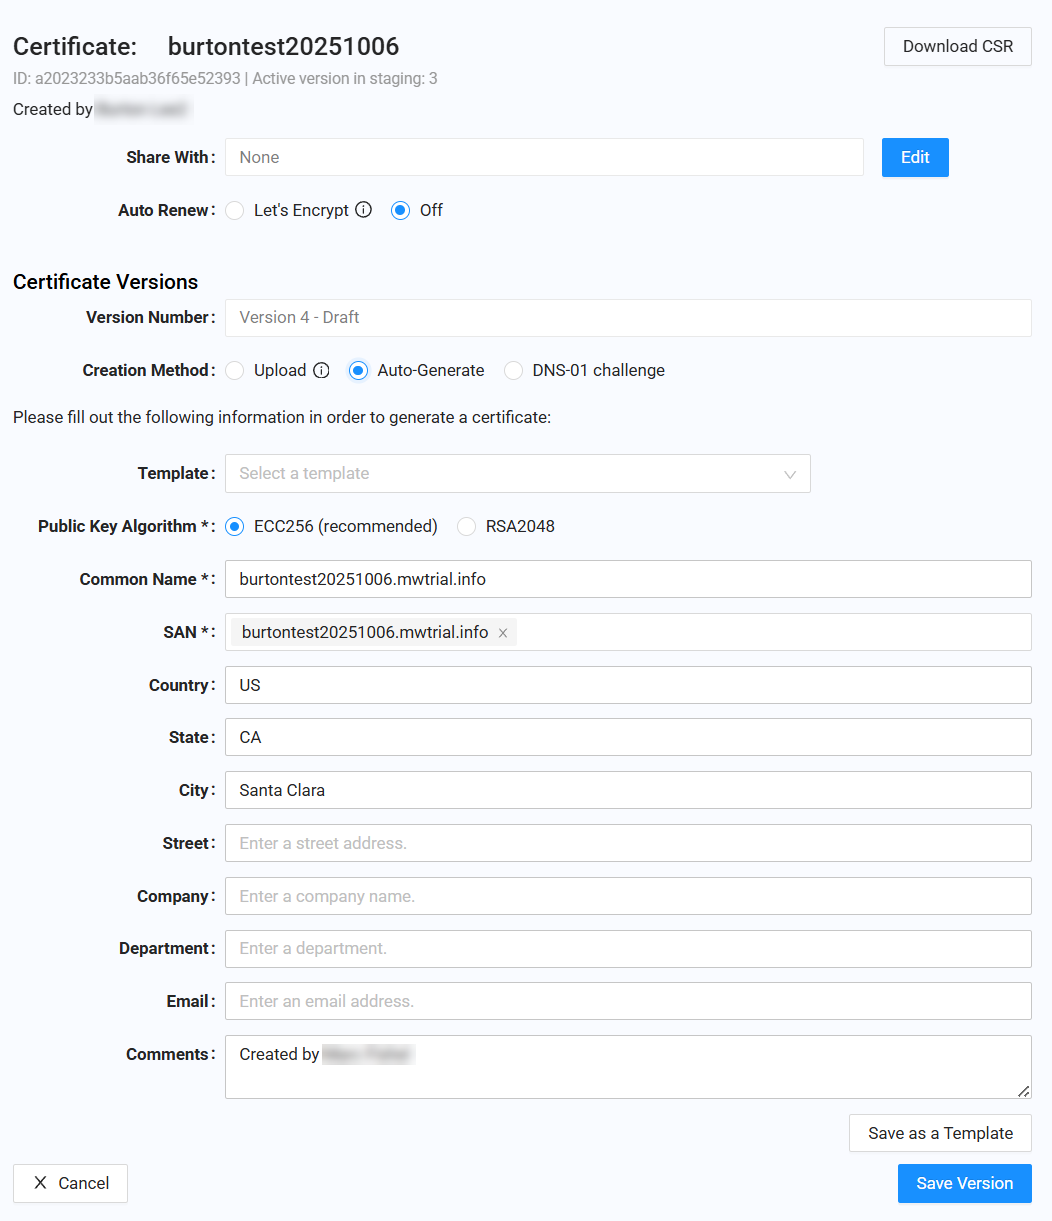 Certificate: burtontest20251006
Download CSR
ID: a2023233b5aab36f65e52393 | Active version in staging: 3
Created by
Share With: None
Edit
Auto Renew: Let's Encrypt Off
Certificate Versions
Version Number: Version 4 - Draft
Creation Method: Upload Auto-Generate DNS-01 challenge
Please fill out the following information in order to generate a certificate:
Template: Select a template
Public Key Algorithm *: ECC256 (recommended) RSA2048
Common Name *: burtontest20251006.mwtrial.info
SAN *: burtontest20251006.mwtrial.info ×
Country: US
State: CA
City: Santa Clara
Street: Enter a street address.
Company: Enter a company name.
Department: Enter a department.
Email: Enter an email address.
Comments: Created by
Save as a Template
Cancel
Save Version